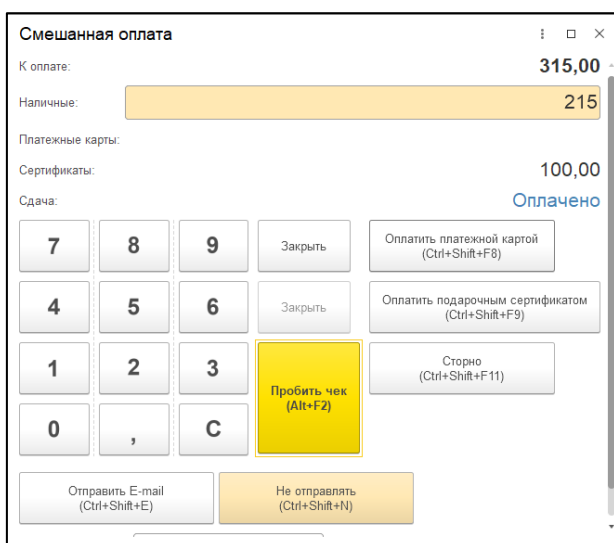 Смешанная оплата
К оплате: 315,00
Наличные: 215
Платежные карты:
Сертификаты: 100,00
Сдача: Оплачено
7 8 9 Закрыть Оплатить платежной картой
(Ctrl+Shift+F8)
4 5 6 Закрыть Оплатить подарочным сертификатом
(Ctrl+Shift+F9)
1 2 3 Пробить чек
(Alt+F2)
Сторно
(Ctrl+Shift+F11)
0 , C
Отправить E-mail
(Ctrl+Shift+E)
Не отправлять
(Ctrl+Shift+N)